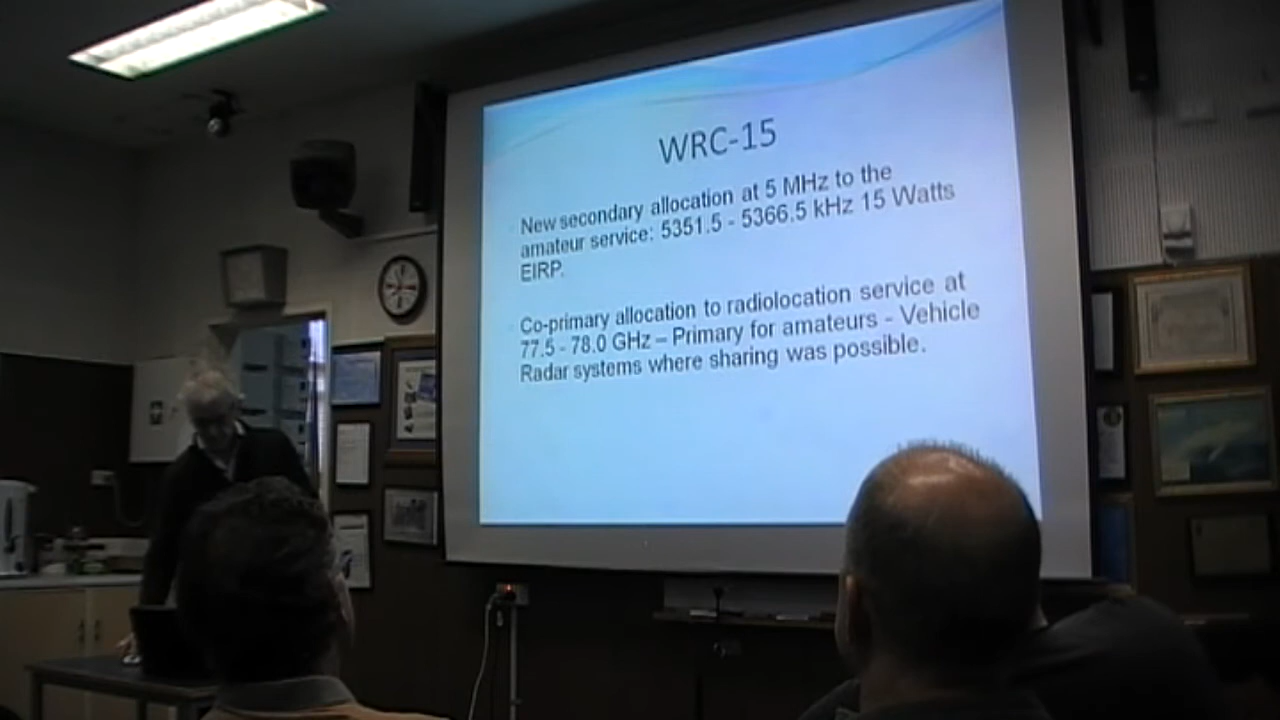 WRC-15
New secondary allocation at 5 MHz to the
amateur service: 5351.5 - 5366.5 kHz 15 Watts
EIRP.
Co-primary allocation to radiolocation service at
77.5 - 78.0 GHz – Primary for amateurs - Vehicle
Radar systems where sharing was possible.